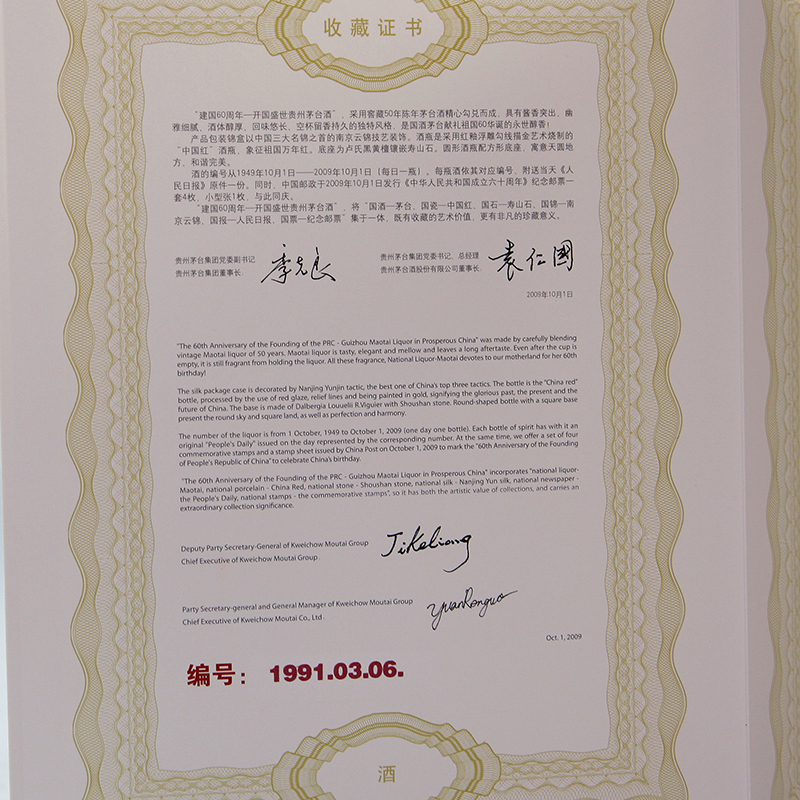 收藏证书
“建国60周年—开国盛世贵州茅台酒”，采用窖藏50年陈年茅台酒精心勾兑而成，具有酱香突出、幽
雅细腻、酒体醇厚、回味悠长、空杯留香持久的独特风格，是国酒茅台献礼祖国60华诞的永世醇香！
产品包装锦盒以中国三大名锦之首的南京云锦技艺装饰。酒瓶是采用红釉浮雕勾线描金艺术烧制的
“中国红”酒瓶，象征祖国万年红。底座为卢氏黑黄檀镶嵌寿山石。圆形酒瓶配方形底座，寓意天圆地
方、和谐完美。
酒的编号从1949年10月1日——2009年10月1日（每日一瓶）。每瓶酒依其对应编号，附送当天《人
民日报》原件一份。同时，中国邮政于2009年10月1日发行《中华人民共和国成立六十周年》纪念邮票一
套4枚，小型张1枚，与此同庆。
“建国60周年—开国盛世贵州茅台酒”，将“国酒—茅台、国瓷—中国红、国石—寿山石、国锦—南
京云锦、国报—人民日报、国票—纪念邮票”集于一体，既有收藏的艺术价值，更有非凡的珍藏意义。
贵州茅台集团党委副书记
贵州茅台集团董事长:
季克良
贵州茅台集团党委书记、总经理
贵州茅台酒股份有限公司董事长:
袁仁國
2009年10月1日
"The 60th Anniversary of the Founding of the PRC - Guizhou Maotai Liquor in Prosperous China" was made by carefully blending
vintage Maotai liquor of 50 years. Maotai liquor is tasty, elegant and mellow and leaves a long aftertaste. Even after the cup is
empty, it is still fragrant from holding the liquor. All these fragrance, National Liquor-Maotai devotes to our motherland for her 60th
birthday!
The silk package case is decorated by Nanjing Yunjin tactic, the best one of China's top three tactics. The bottle is the "China red"
bottle, processed by the use of red glaze, relief lines and being painted in gold, signifying the glorious past, the present and the
future of China. The base is made of Dalbergia Louuelii R.Viguier with Shoushan stone. Round-shaped bottle with a square base
present the round sky and square land, as well as perfection and harmony.
The number of the liquor is from 1 October, 1949 to October 1, 2009 (one day one bottle). Each bottle of spirit has with it an
original "People's Daily" issued on the day represented by the corresponding number. At the same time, we offer a set of four
commemorative stamps and a stamp sheet issued by China Post on October 1, 2009 to mark the "60th Anniversary of the Founding
of People's Republic of China" to celebrate China's birthday.
"The 60th Anniversary of the Founding of the PRC - Guizhou Maotai Liquor in Prosperous China" incorporates "national liquor-
Maotai, national porcelain - China Red, national stone - Shoushan stone, national silk - Nanjing Yun silk, national newspaper -
the People's Daily, national stamps - the commemorative stamps", so it has both the artistic value of collections, and carries an
extraordinary collection significance.
Deputy Party Secretary-General of Kweichow Moutai Group
Chief Executive of Kweichow Moutai Group
JiKeliang
Party Secretary-general and General Manager of Kweichow Moutai Group
Chief Executive of Kweichow Moutai Co., Ltd
YuanRenguo
Oct. 1, 2009
编号: 1991.03.06.
酒